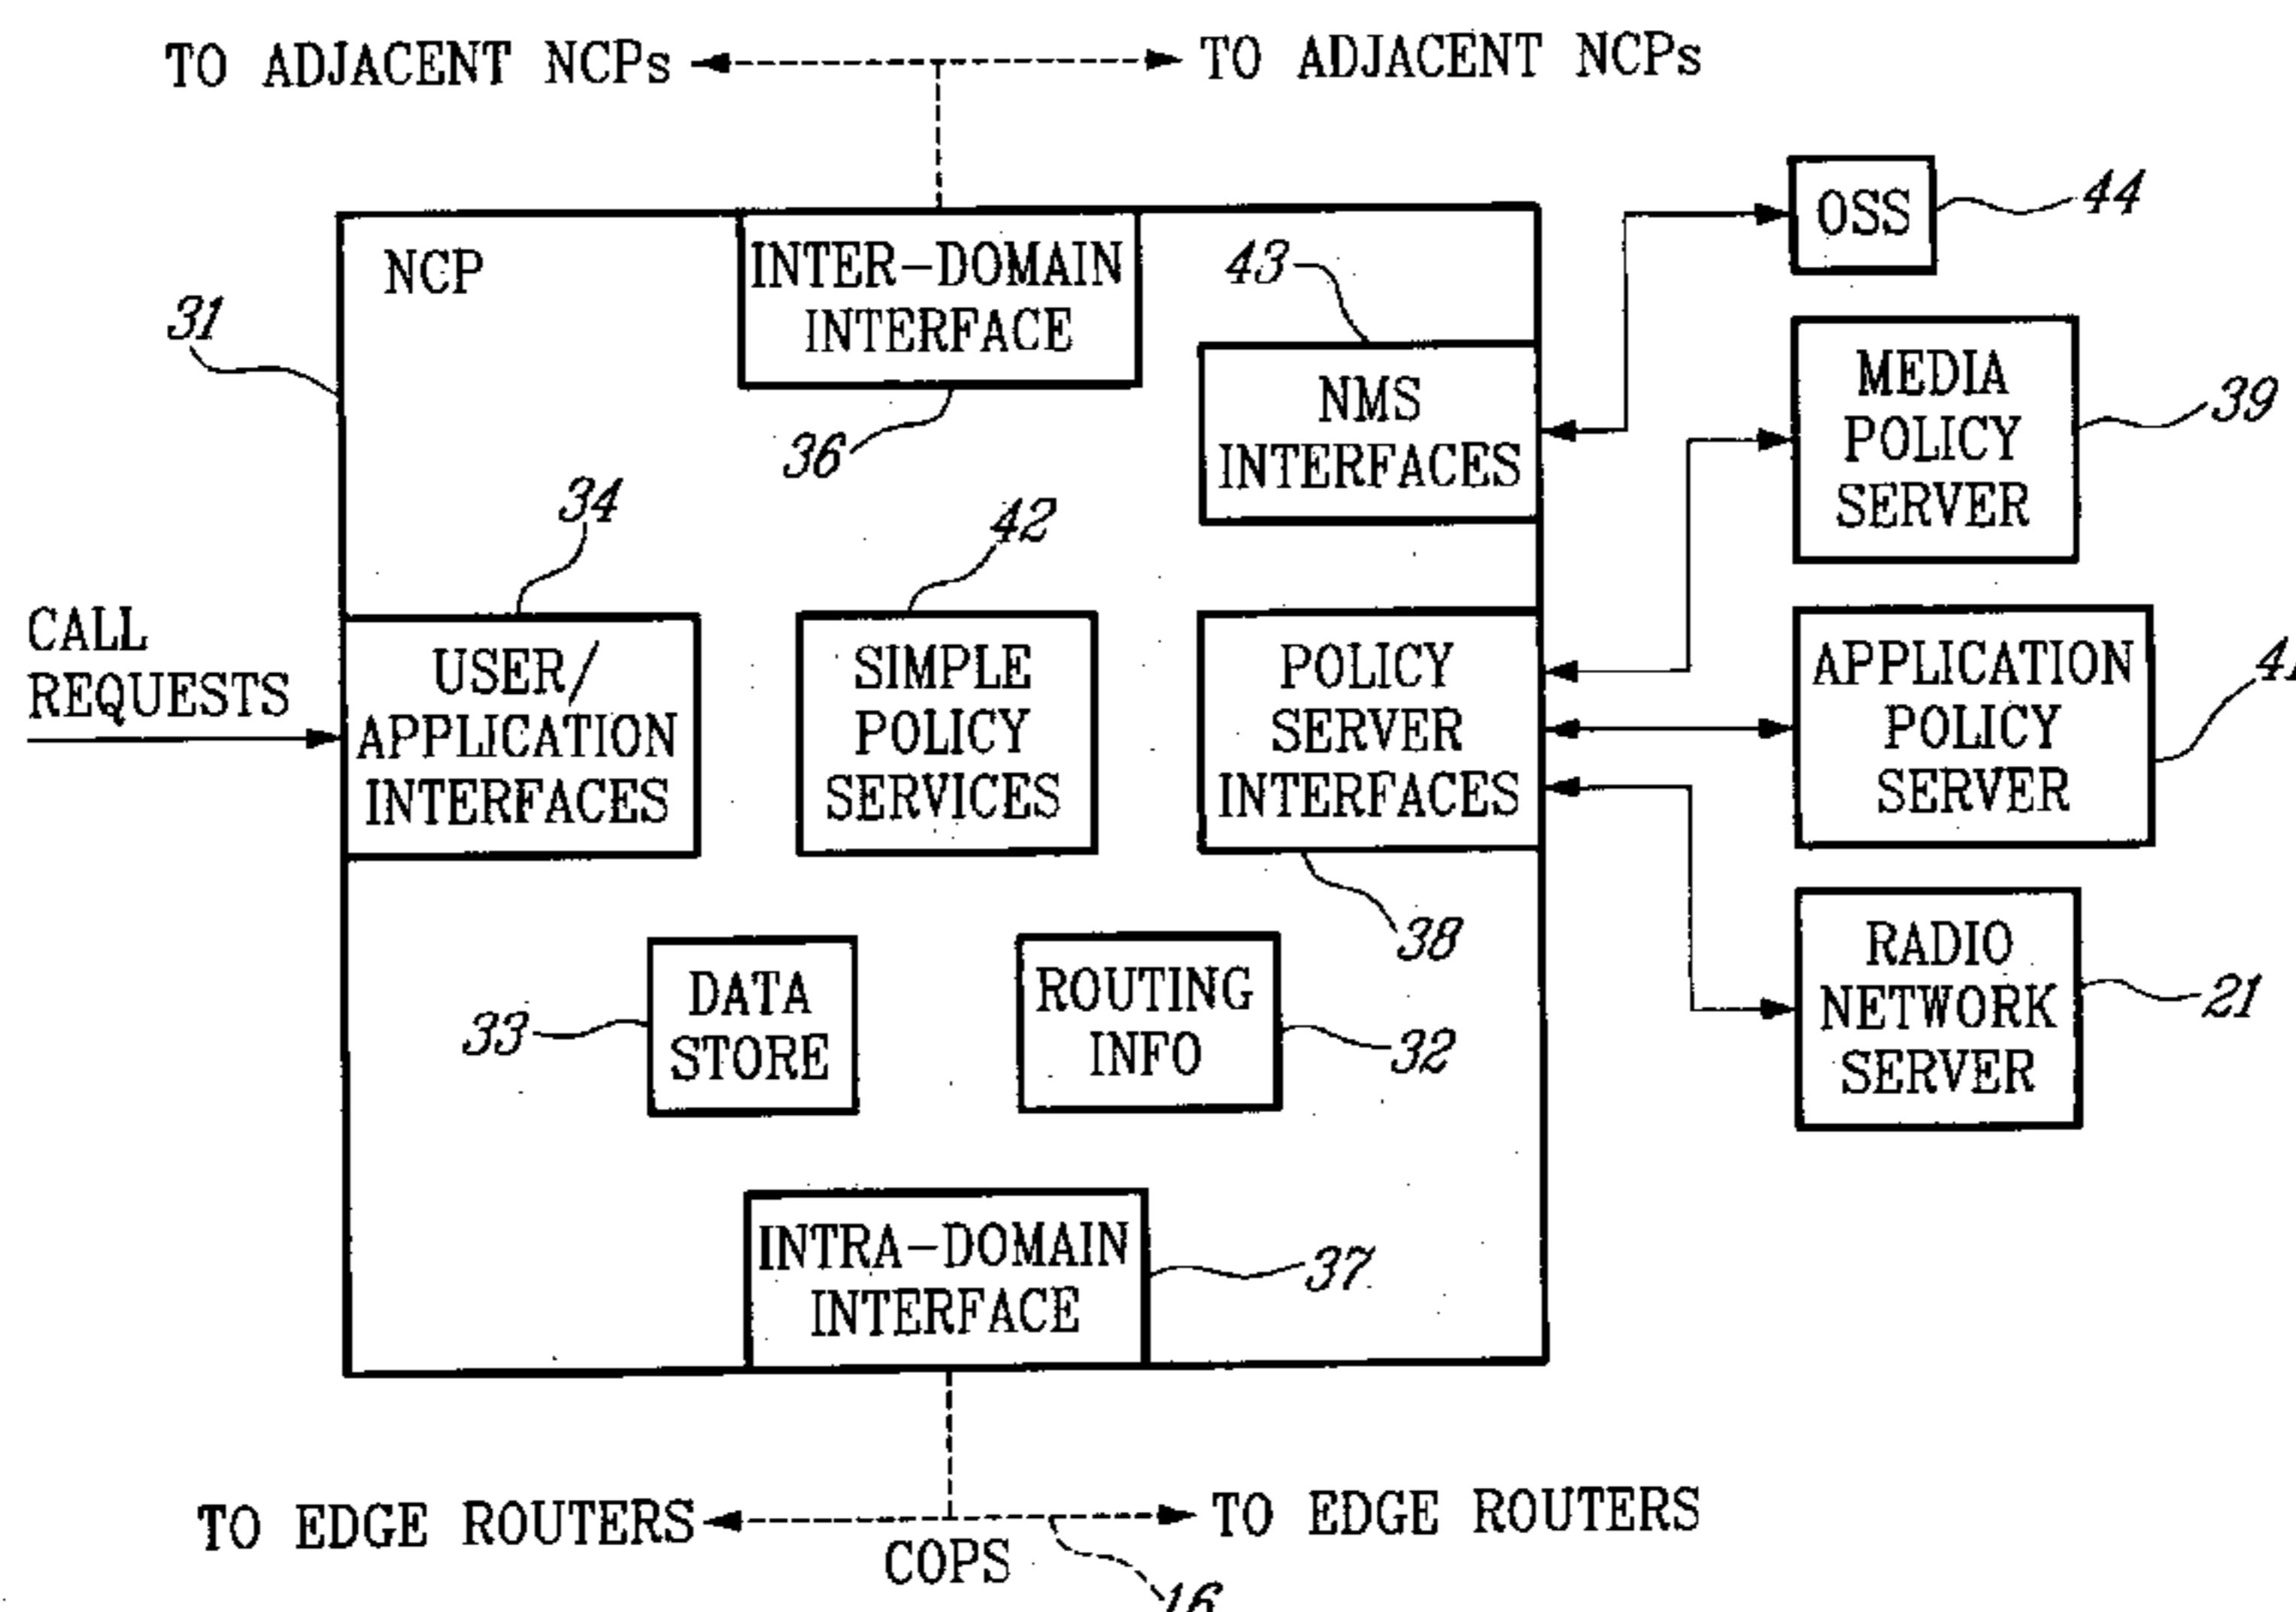 TO ADJACENT NCPs
TO ADJACENT NCPs
NCP
31
INTER-DOMAIN
INTERFACE
36
43
NMS
INTERFACES
OSS
44
MEDIA
POLICY
SERVER
39
CALL
REQUESTS
34
USER/
APPLICATION
INTERFACES
42
SIMPLE
POLICY
SERVICES
POLICY
SERVER
INTERFACES
38
APPLICATION
POLICY
SERVER
41
DATA
STORE
33
ROUTING
INFO
32
RADIO
NETWORK
SERVER
21
INTRA-DOMAIN
INTERFACE
37
TO EDGE ROUTERS
TO EDGE ROUTERS
COPS
16